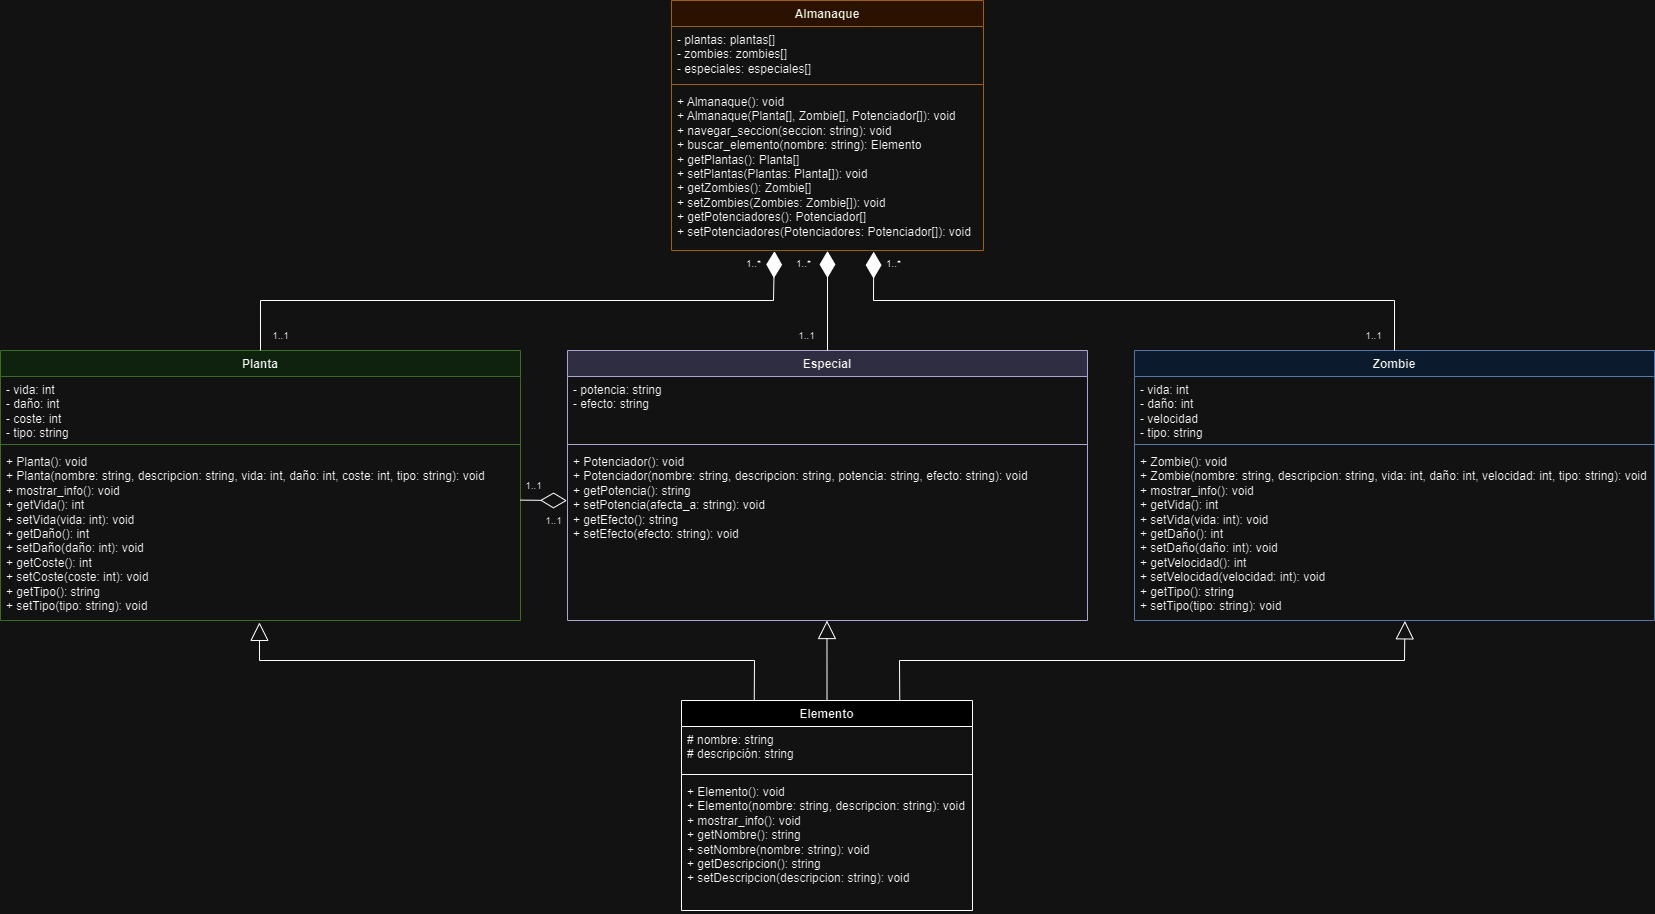 Almanaque
- plantas: plantas[]
- zombies: zombies[]
- especiales: especiales[]
+ Almanaque(): void
+ Almanaque(Planta[], Zombie[], Potenciador[]): void
+ navegar_seccion(seccion: string): void
+ buscar_elemento(nombre: string): Elemento
+ getPlantas(): Planta[]
+ setPlantas(Plantas: Planta[]): void
+ getZombies(): Zombie[]
+ setZombies(Zombies: Zombie[]): void
+ getPotenciadores(): Potenciador[]
+ setPotenciadores(Potenciadores: Potenciador[]): void
1..*
1..*
1..*
1..1
1..1
1..1
Planta
- vida: int
- daño: int
- coste: int
- tipo: string
+ Planta(): void
+ Planta(nombre: string, descripcion: string, vida: int, daño: int, coste: int, tipo: string): void
+ mostrar_info(): void
+ getVida(): int
+ setVida(vida: int): void
+ getDaño(): int
+ setDaño(daño: int): void
+ getCoste(): int
+ setCoste(coste: int): void
+ getTipo(): string
+ setTipo(tipo: string): void
1..1
1..1
Especial
- potencia: string
- efecto: string
+ Potenciador(): void
+ Potenciador(nombre: string, descripcion: string, potencia: string, efecto: string): void
+ getPotencia(): string
+ setPotencia(afecta_a: string): void
+ getEfecto(): string
+ setEfecto(efecto: string): void
Zombie
- vida: int
- daño: int
- velocidad
- tipo: string
+ Zombie(): void
+ Zombie(nombre: string, descripcion: string, vida: int, daño: int, velocidad: int, tipo: string): void
+ mostrar_info(): void
+ getVida(): int
+ setVida(vida: int): void
+ getDaño(): int
+ setDaño(daño: int): void
+ getVelocidad(): int
+ setVelocidad(velocidad: int): void
+ getTipo(): string
+ setTipo(tipo: string): void
Elemento
# nombre: string
# descripción: string
+ Elemento(): void
+ Elemento(nombre: string, descripcion: string): void
+ mostrar_info(): void
+ getNombre(): string
+ setNombre(nombre: string): void
+ getDescripcion(): string
+ setDescripcion(descripcion: string): void